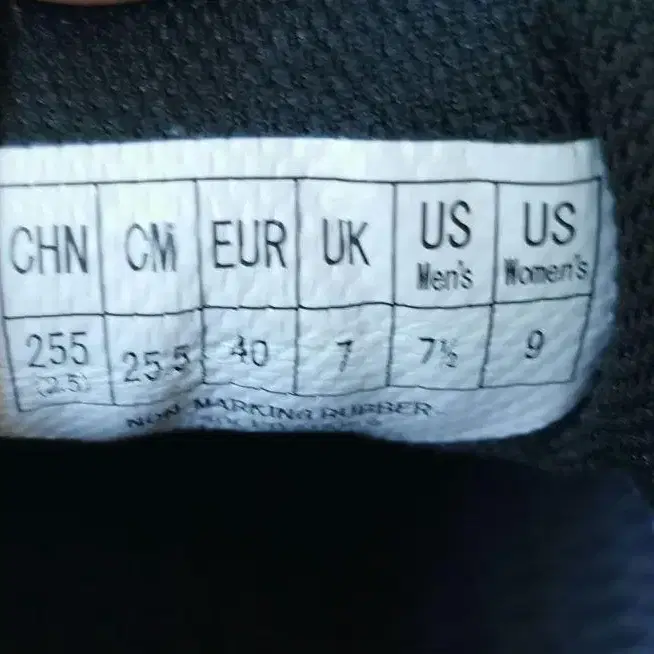 CHN CM EUR UK US Men's US Women's
255 25.5 40 7 7½ 9
(2.5)
NON MARKING RUBBER